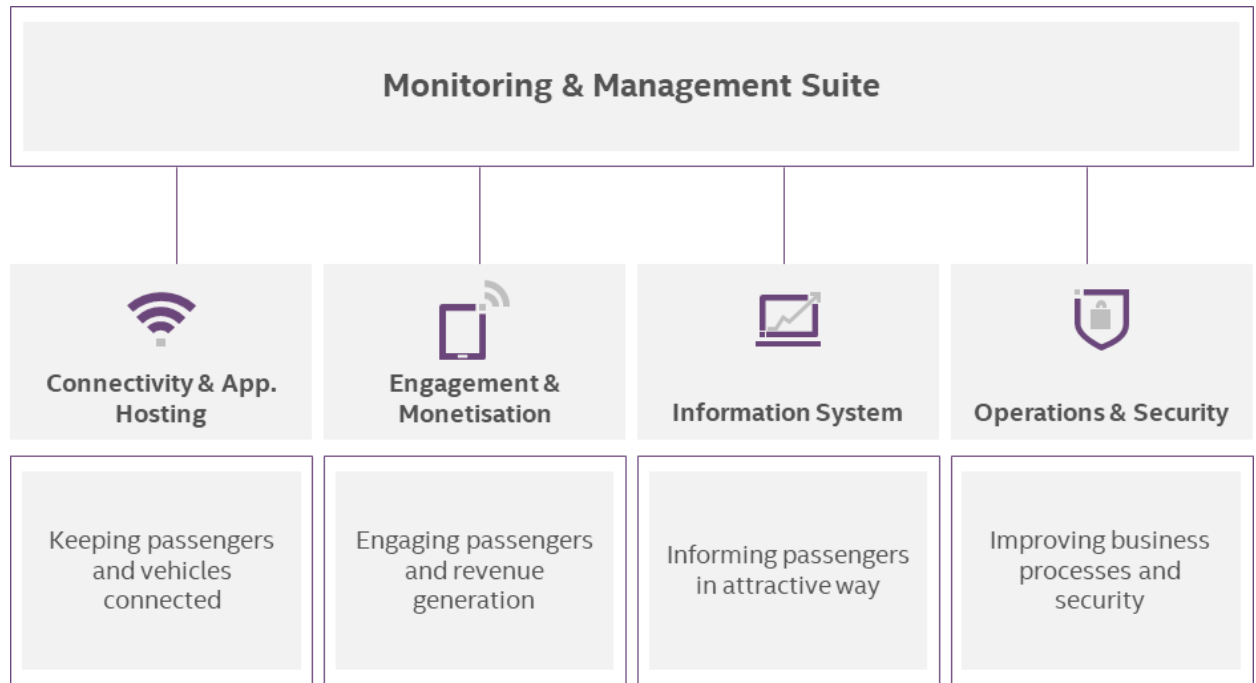 Monitoring & Management Suite
Connectivity & App.
Hosting
Engagement &
Monetisation
Information System
Operations & Security
Keeping passengers
and vehicles
connected
Engaging passengers
and revenue
generation
Informing passengers
in attractive way
Improving business
processes and
security